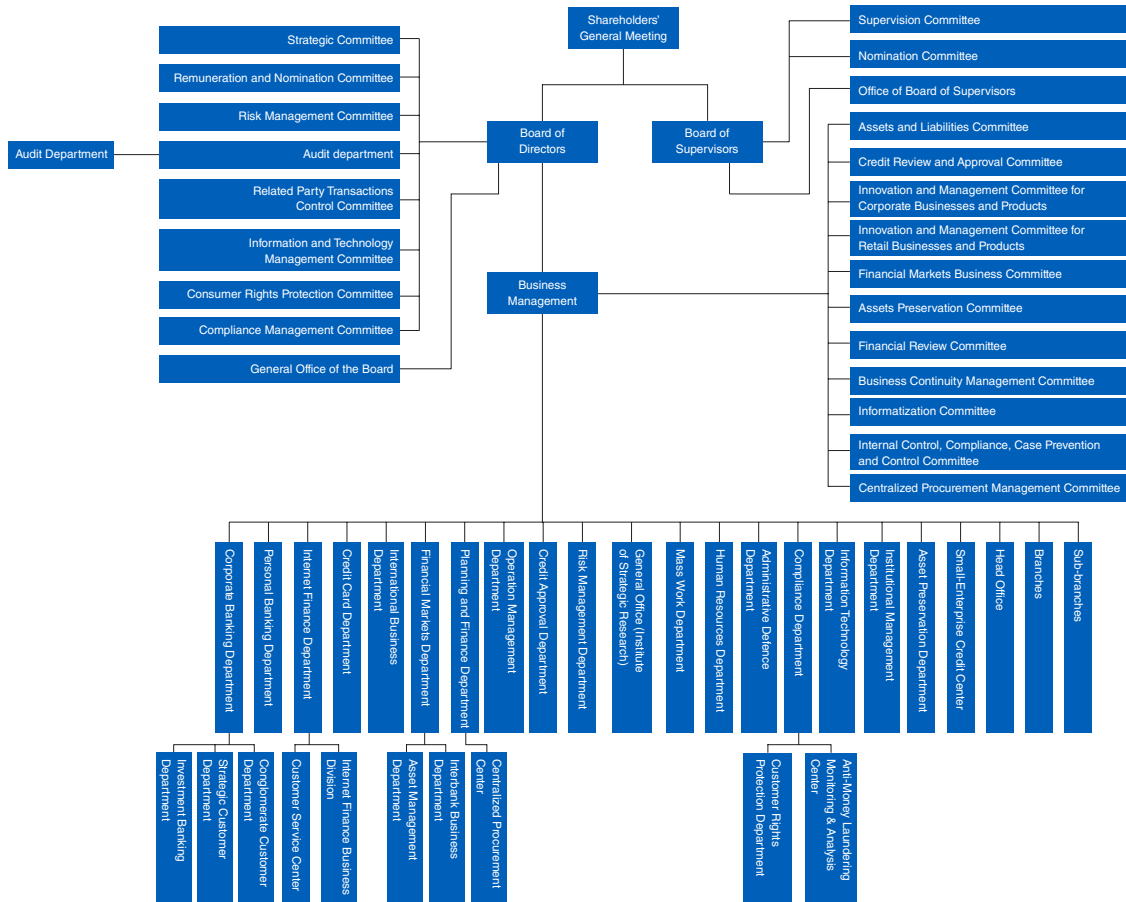 Shareholders'
General Meeting
Strategic Committee
Remuneration and Nomination Committee
Risk Management Committee
Audit Department
Audit department
Related Party Transactions
Control Committee
Information and Technology
Management Committee
Consumer Rights Protection Committee
Compliance Management Committee
General Office of the Board
Board of
Directors
Board of
Supervisors
Business
Management
Supervision Committee
Nomination Committee
Office of Board of Supervisors
Assets and Liabilities Committee
Credit Review and Approval Committee
Innovation and Management Committee for
Corporate Businesses and Products
Innovation and Management Committee for
Retail Businesses and Products
Financial Markets Business Committee
Assets Preservation Committee
Financial Review Committee
Business Continuity Management Committee
Informatization Committee
Internal Control, Compliance, Case Prevention
and Control Committee
Centralized Procurement Management Committee
Corporate Banking Department
Personal Banking Department
Internet Finance Department
Credit Card Department
International Business
Department
Financial Markets Department
Planning and Finance Department
Operation Management
Department
Credit Approval Department
Risk Management Department
General Office (Institute
of Strategic Research)
Mass Work Department
Human Resources Department
Administrative Defence
Department
Compliance Department
Information Technology
Department
Institutional Management
Department
Asset Preservation Department
Small-Enterprise Credit Center
Head Office
Branches
Sub-branches
Investment Banking
Department
Strategic Customer
Department
Conglomerate Customer
Department
Customer Service Center
Internet Finance Business
Division
Asset Management
Department
Interbank Business
Department
Centralized Procurement
Center
Customer Rights
Protection Department
Anti-Money Laundering
Monitoring & Analysis
Center